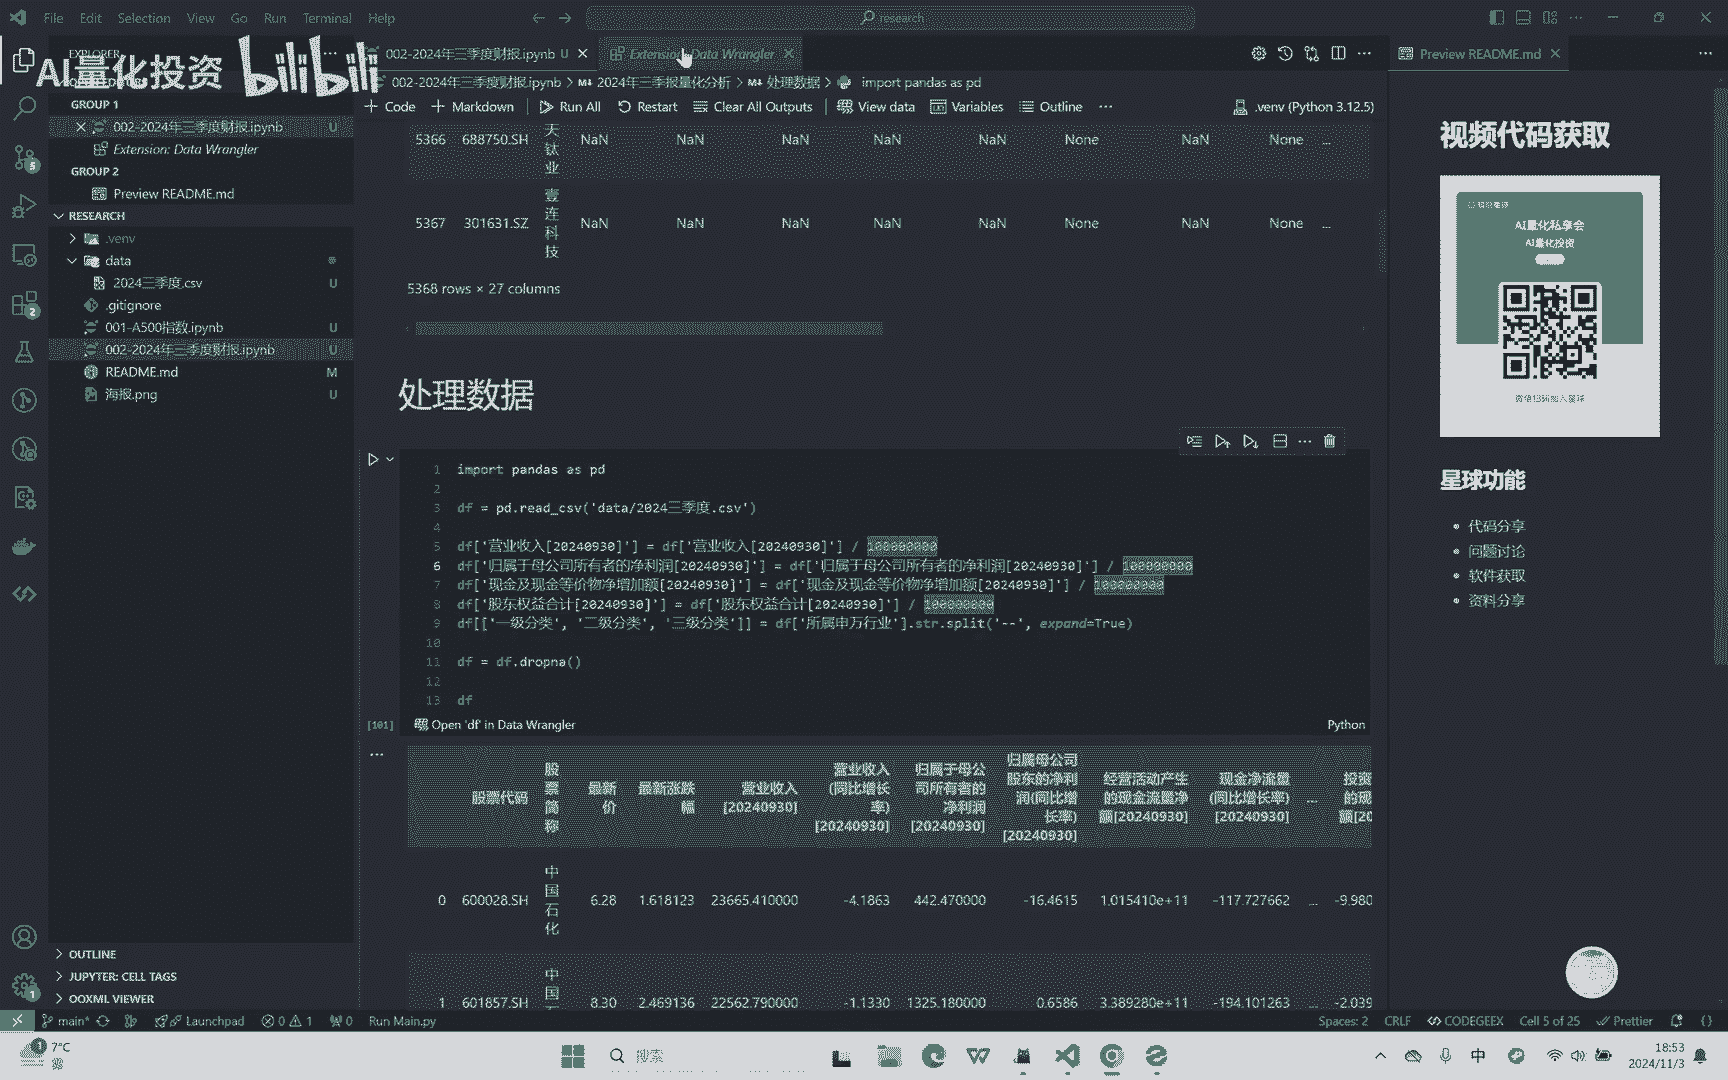 File Edit Selection View Go Run Terminal Help
research
AI量化投资 bilibili
EXPLORER
GROUP 1
002-2024年三季度财报.ipynb U
Extension: Data Wrangler
GROUP 2
Preview README.md
RESEARCH
.venv
data
2024三季度.csv U
.gitignore
001-A500指数.ipynb U
002-2024年三季度财报.ipynb U
README.md M
海报.png U
OUTLINE
JUPYTER: CELL TAGS
OOXML VIEWER
002-2024年三季度财报.ipynb U
Extension: Data Wrangler
002-2024年三季度财报.ipynb > 2024年三季报量化分析 > 处理数据 > import pandas as pd
Code Markdown Run All Restart Clear All Outputs View data Variables Outline ... .venv (Python 3.12.5)
5366 688750.SH 天钛业 NaN NaN NaN NaN NaN None NaN None ...
5367 301631.SZ 壹连科技 NaN NaN NaN NaN NaN None NaN None ...
5368 rows × 27 columns
处理数据
1 import pandas as pd
2
3 df = pd.read_csv('data/2024三季度.csv')
4
5 df['营业收入[20240930]'] = df['营业收入[20240930]'] / 100000000
6 df['归属于母公司所有者的净利润[20240930]'] = df['归属于母公司所有者的净利润[20240930]'] / 100000000
7 df['现金及现金等价物净增加额[20240930]'] = df['现金及现金等价物净增加额[20240930]'] / 100000000
8 df['股东权益合计[20240930]'] = df['股东权益合计[20240930]'] / 100000000
9 df[['一级分类', '二级分类', '三级分类']] = df['所属申万行业'].str.split('--', expand=True)
10
11 df = df.dropna()
12
13 df
[101] Open 'df' in Data Wrangler Python
股票代码 股票简称 最新价 最新涨跌幅 营业收入[20240930] 营业收入(同比增长率)[20240930] 归属于母公司所有者的净利润[20240930] 归属母公司股东的净利润(同比增长率)[20240930] 经营活动产生的现金流量净额[20240930] 现金净流量(同比增长率)[20240930] ... 投资的现额[20
0 600028.SH 中国石化 6.28 1.618123 23665.410000 -4.1863 442.470000 -16.4615 1.015410e+11 -117.727662 ... -9.980
1 601857.SH 中国 8.30 2.469136 22562.790000 -1.1330 1325.180000 0.6586 3.389280e+11 -194.101263 ... -2.039
Preview README.md
视频代码获取
知识星球
AI量化私享会
AI量化投资
微信扫码加入星球
星球功能
代码分享
问题讨论
软件获取
资料分享
main* Launchpad 0 1 0 Run Main.py Spaces: 2 CRLF CODEGEEX Cell 5 of 25 Prettier
7°C
搜索
中
18:53
2024/11/3